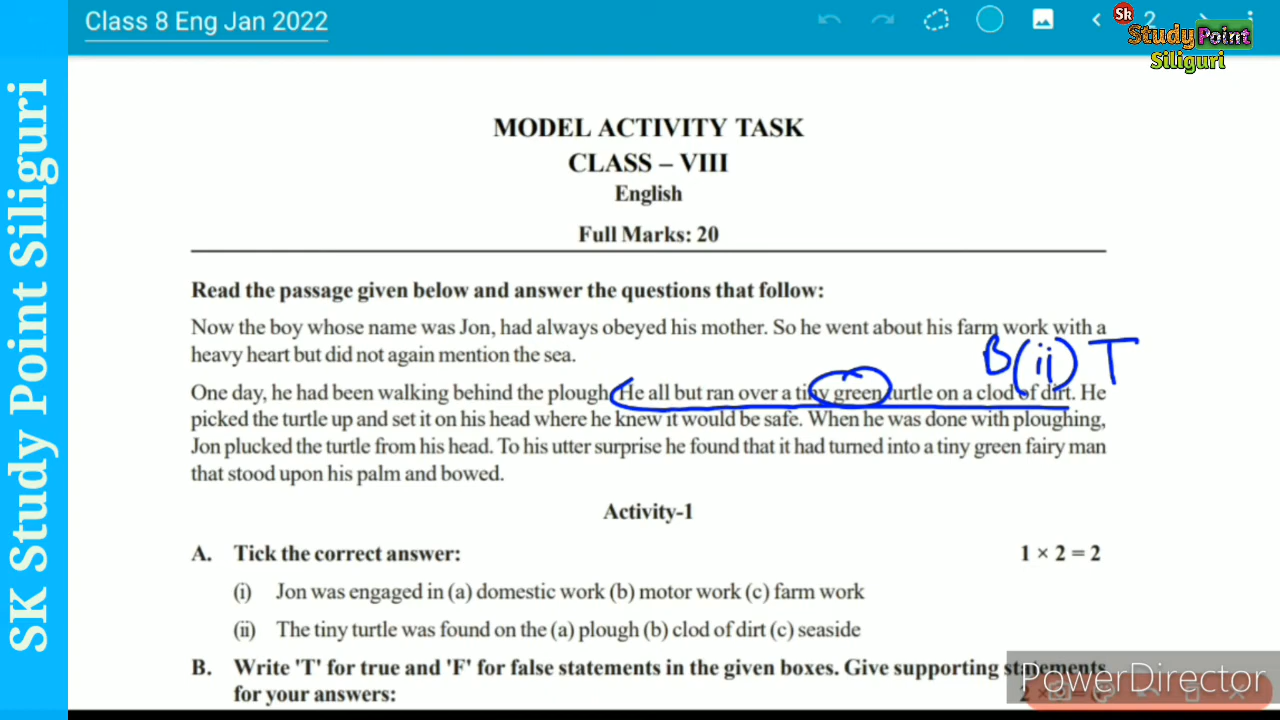 Class 8 Eng Jan 2022
2
Sk
Study Point
Siliguri
SK Study Point Siliguri
MODEL ACTIVITY TASK
CLASS – VIII
English
Full Marks: 20
Read the passage given below and answer the questions that follow:
Now the boy whose name was Jon, had always obeyed his mother. So he went about his farm work with a
heavy heart but did not again mention the sea.
B(ii) T
One day, he had been walking behind the plough. He all but ran over a tiny green turtle on a clod of dirt. He
picked the turtle up and set it on his head where he knew it would be safe. When he was done with ploughing,
Jon plucked the turtle from his head. To his utter surprise he found that it had turned into a tiny green fairy man
that stood upon his palm and bowed.
Activity-1
A. Tick the correct answer: 1 × 2 = 2
(i) Jon was engaged in (a) domestic work (b) motor work (c) farm work
(ii) The tiny turtle was found on the (a) plough (b) clod of dirt (c) seaside
B. Write 'T' for true and 'F' for false statements in the given boxes. Give supporting statements
for your answers:
PowerDirector